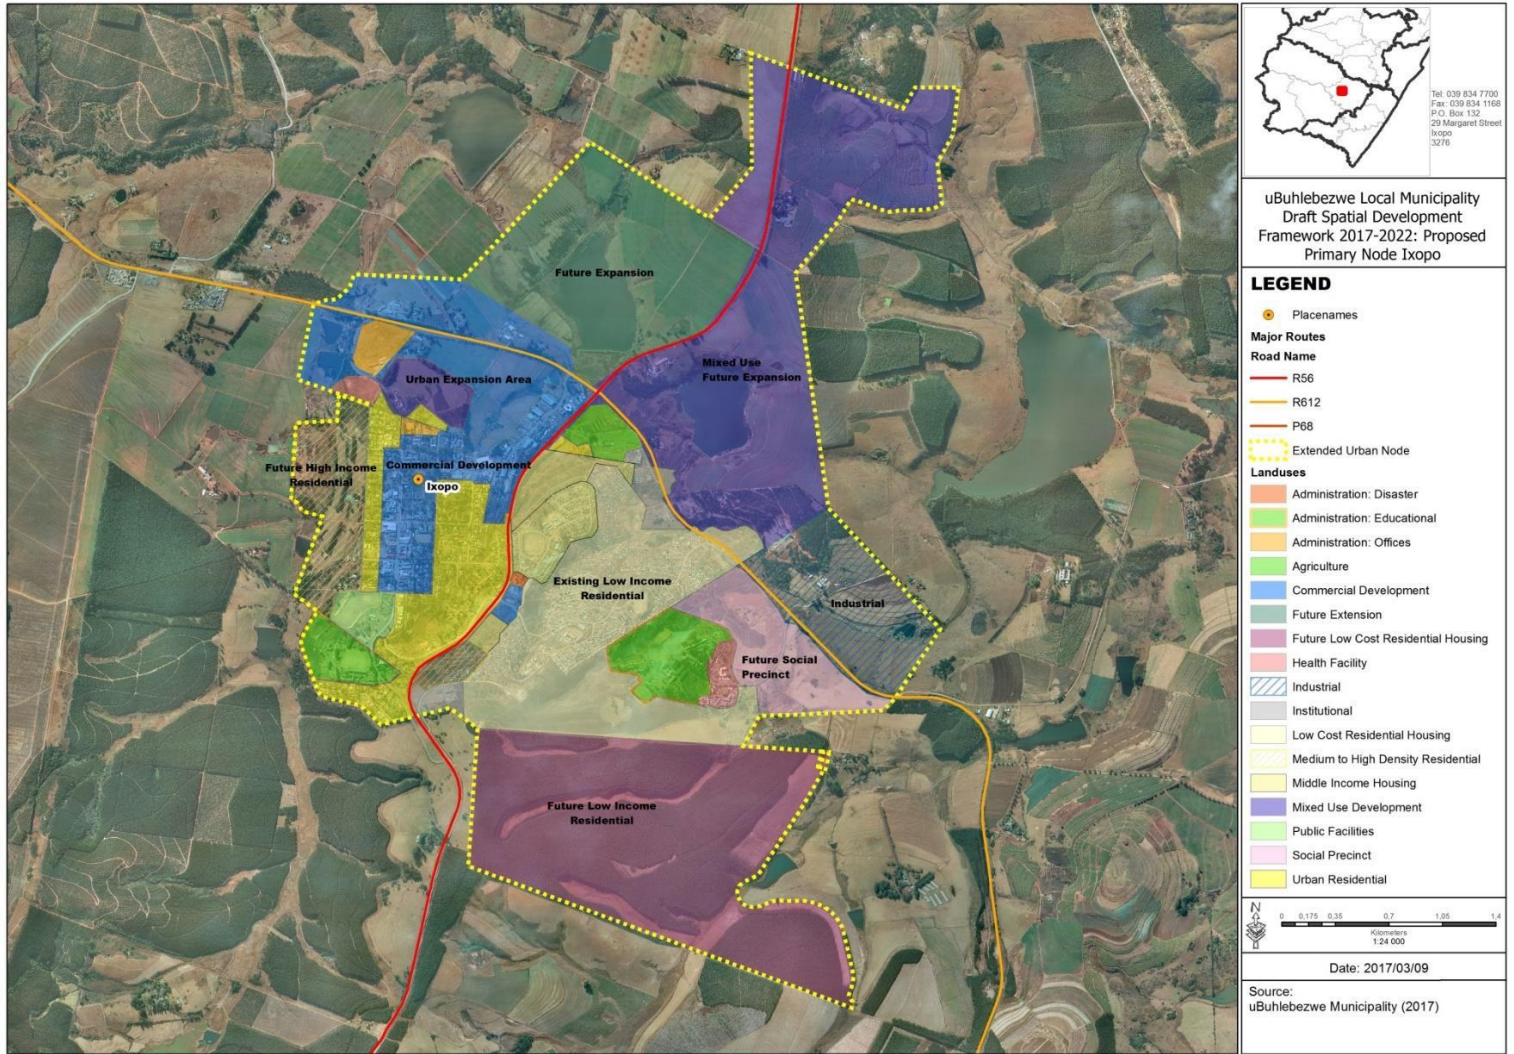 Future Expansion
Mixed Use
Future Expansion
Urban Expansion Area
Future High Income
Residential
Commercial Development
Ixopo
Existing Low Income
Residential
Industrial
Future Social
Precinct
Future Low Income
Residential
Tel: 039 834 7700
Fax: 039 834 1168
P.O. Box 132
29 Margaret Street
Ixopo
3276
uBuhlebezwe Local Municipality
Draft Spatial Development
Framework 2017-2022: Proposed
Primary Node Ixopo
LEGEND
Placenames
Major Routes
Road Name
R56
R612
P68
Extended Urban Node
Landuses
Administration: Disaster
Administration: Educational
Administration: Offices
Agriculture
Commercial Development
Future Extension
Future Low Cost Residential Housing
Health Facility
Industrial
Institutional
Low Cost Residential Housing
Medium to High Density Residential
Middle Income Housing
Mixed Use Development
Public Facilities
Social Precinct
Urban Residential
N
0 0,175 0,35 0,7 1,05 1,4
Kilometers
1:24 000
Date: 2017/03/09
Source:
uBuhlebezwe Municipality (2017)